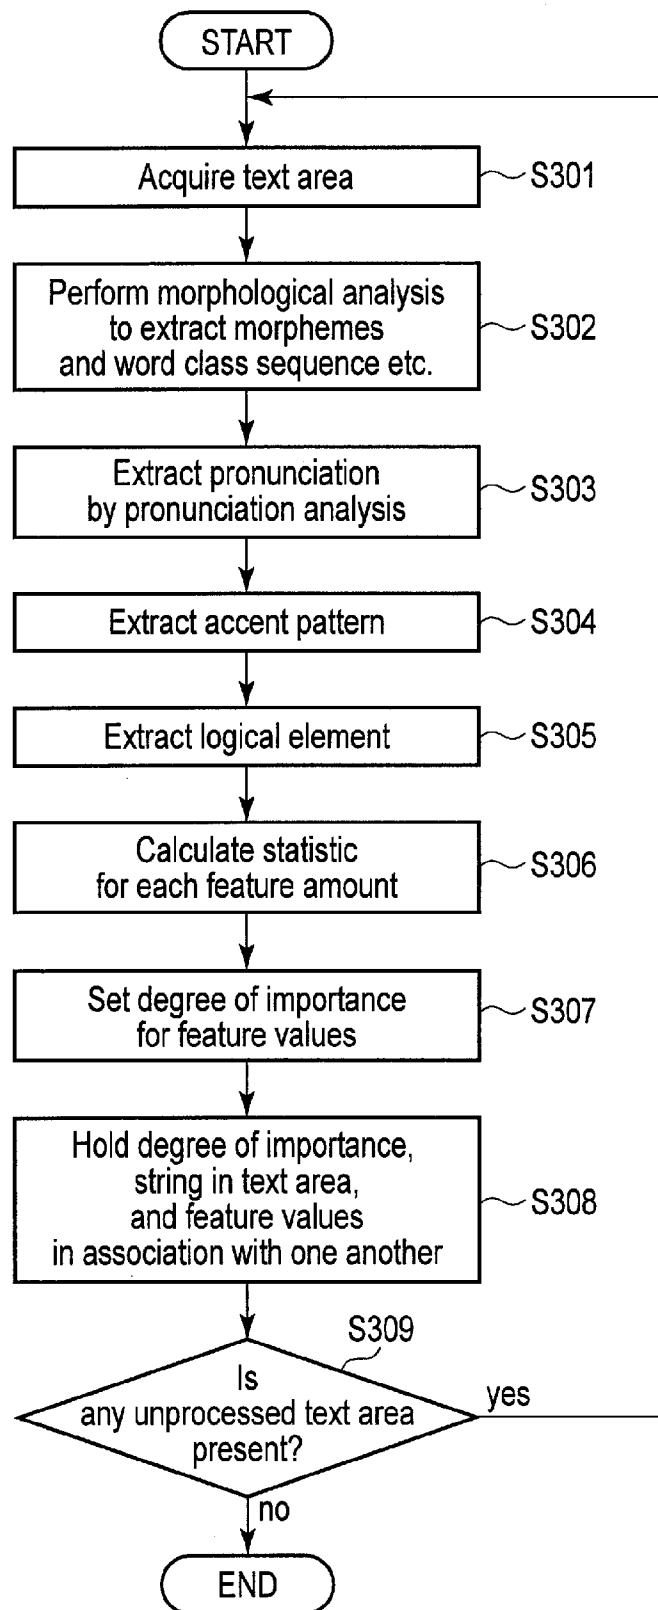 START
Acquire text area
S301
Perform morphological analysis
to extract morphemes
and word class sequence etc.
S302
Extract pronunciation
by pronunciation analysis
S303
Extract accent pattern
S304
Extract logical element
S305
Calculate statistic
for each feature amount
S306
Set degree of importance
for feature values
S307
Hold degree of importance,
string in text area,
and feature values
in association with one another
S308
S309
Is
any unprocessed text area
present?
yes
no
END